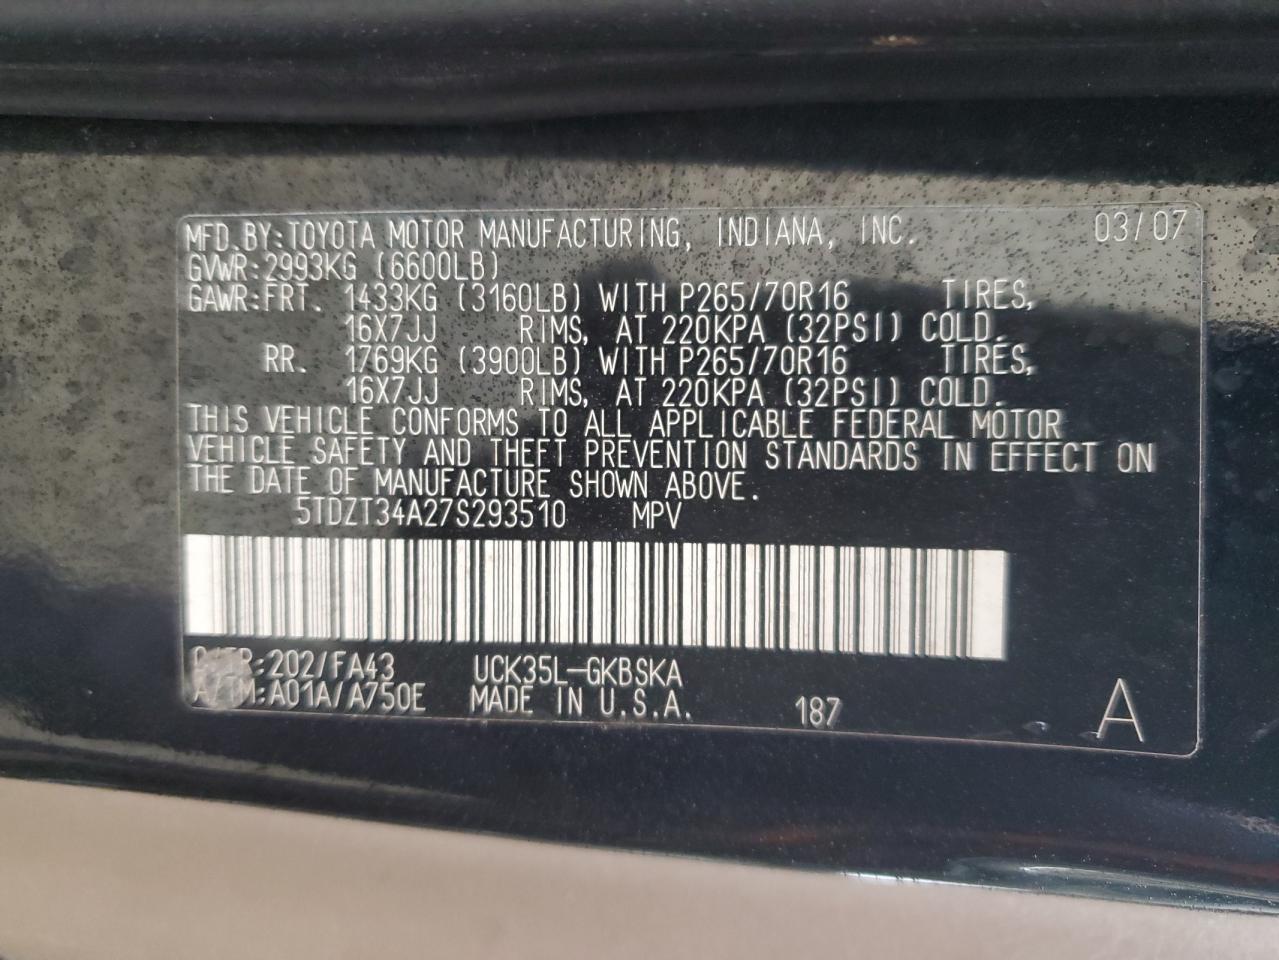 MFD.BY:TOYOTA MOTOR MANUFACTURING, INDIANA, INC. 03/07
GVWR:2993KG (6600LB)
GAWR:FRT. 1433KG (3160LB) WITH P265/70R16 TIRES,
16X7JJ RIMS, AT 220KPA (32PSI) COLD.
RR. 1769KG (3900LB) WITH P265/70R16 TIRES,
16X7JJ RIMS, AT 220KPA (32PSI) COLD.
THIS VEHICLE CONFORMS TO ALL APPLICABLE FEDERAL MOTOR
VEHICLE SAFETY AND THEFT PREVENTION STANDARDS IN EFFECT ON
THE DATE OF MANUFACTURE SHOWN ABOVE.
5TDZT34A27S293510 MPV
C/TR:202/FA43 UCK35L-GKBSKA
A/TM:A01A/A750E MADE IN U.S.A. 187 A